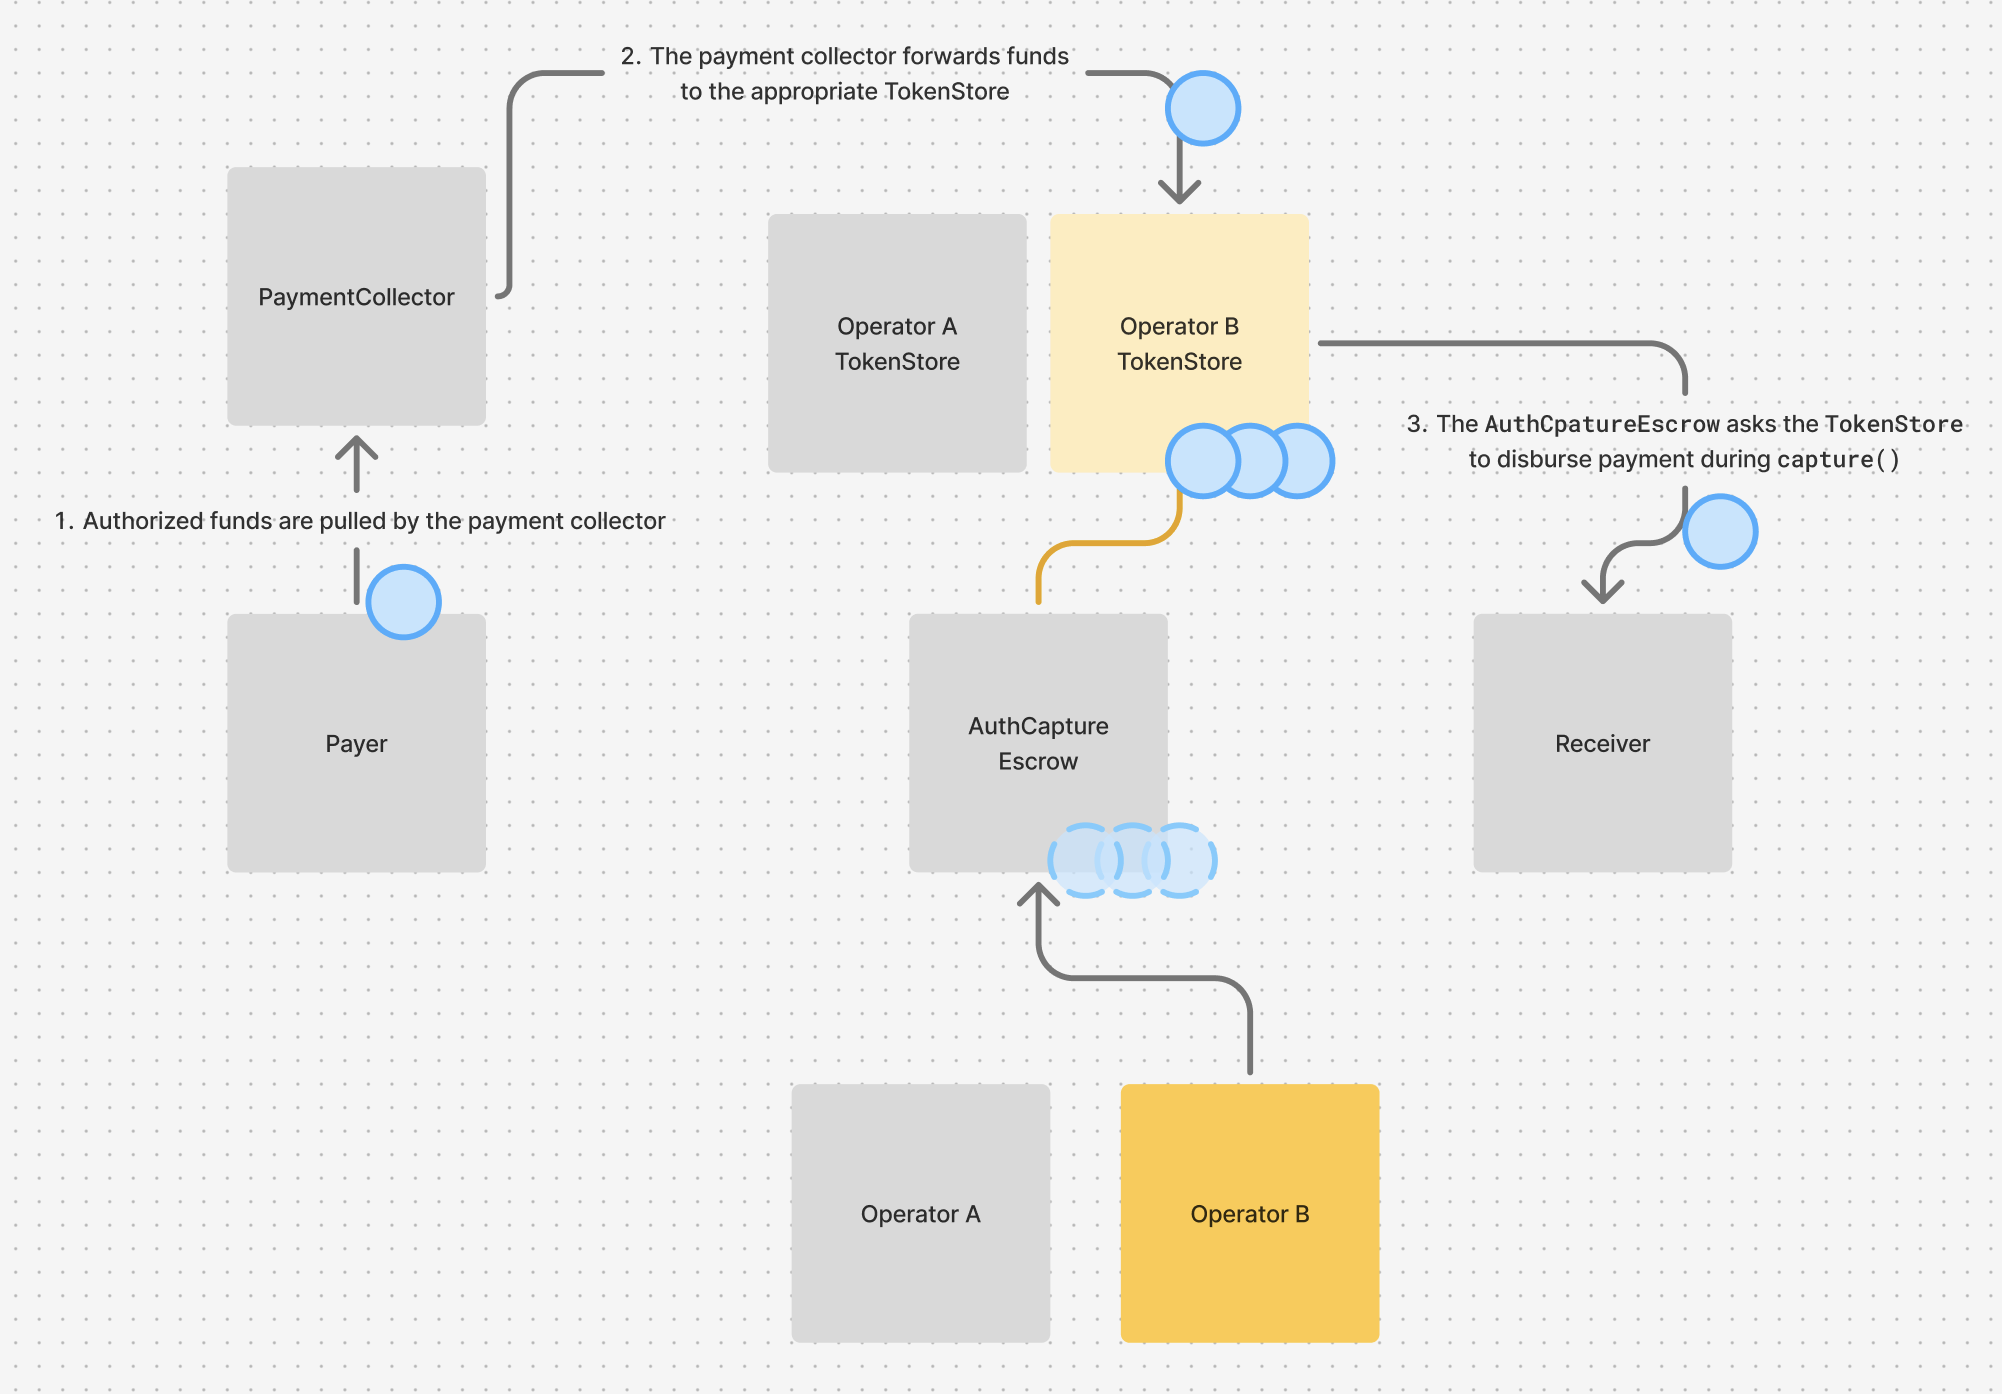 2. The payment collector forwards funds
to the appropriate TokenStore
PaymentCollector
Operator A
TokenStore
Operator B
TokenStore
3. The AuthCpatureEscrow asks the TokenStore
to disburse payment during capture()
1. Authorized funds are pulled by the payment collector
Payer
AuthCapture
Escrow
Receiver
Operator A
Operator B